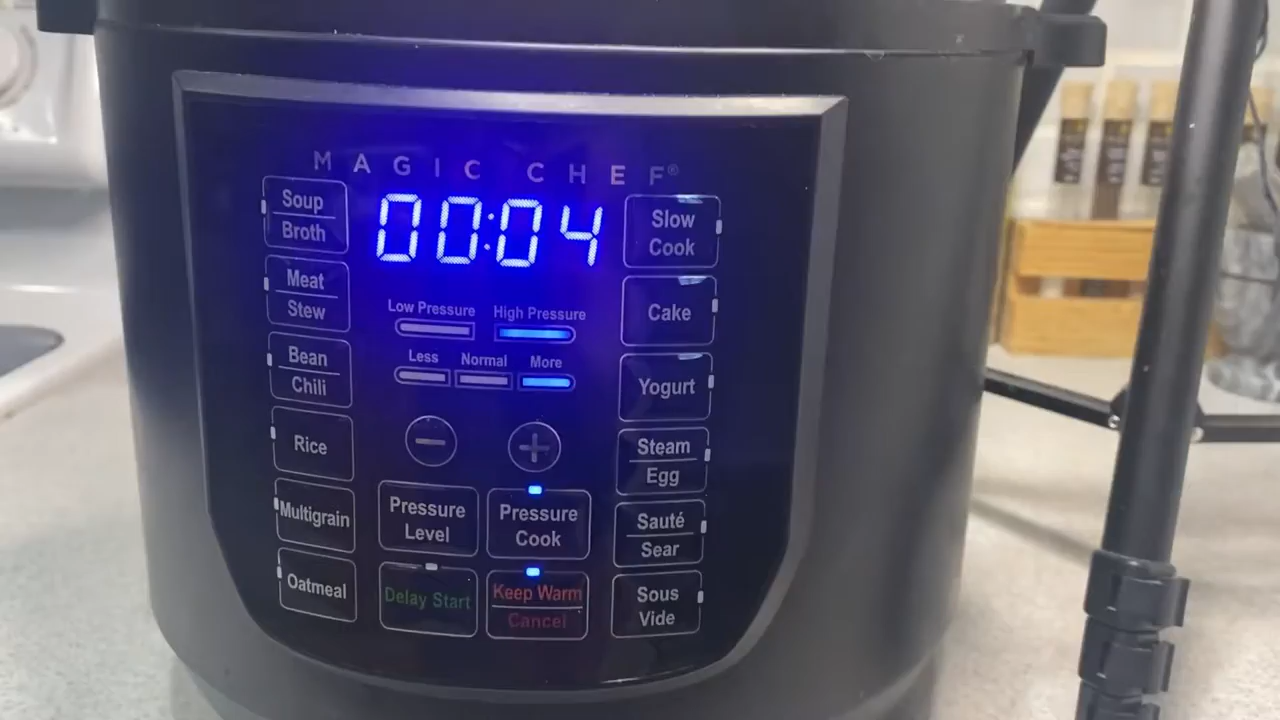 MAGIC CHEF®
00:04
Soup
Broth
Meat
Stew
Bean
Chili
Rice
Multigrain
Oatmeal
Low Pressure
High Pressure
Less
Normal
More
−
+
Pressure
Level
Pressure
Cook
Delay Start
Keep Warm
Cancel
Slow
Cook
Cake
Yogurt
Steam
Egg
Sauté
Sear
Sous
Vide